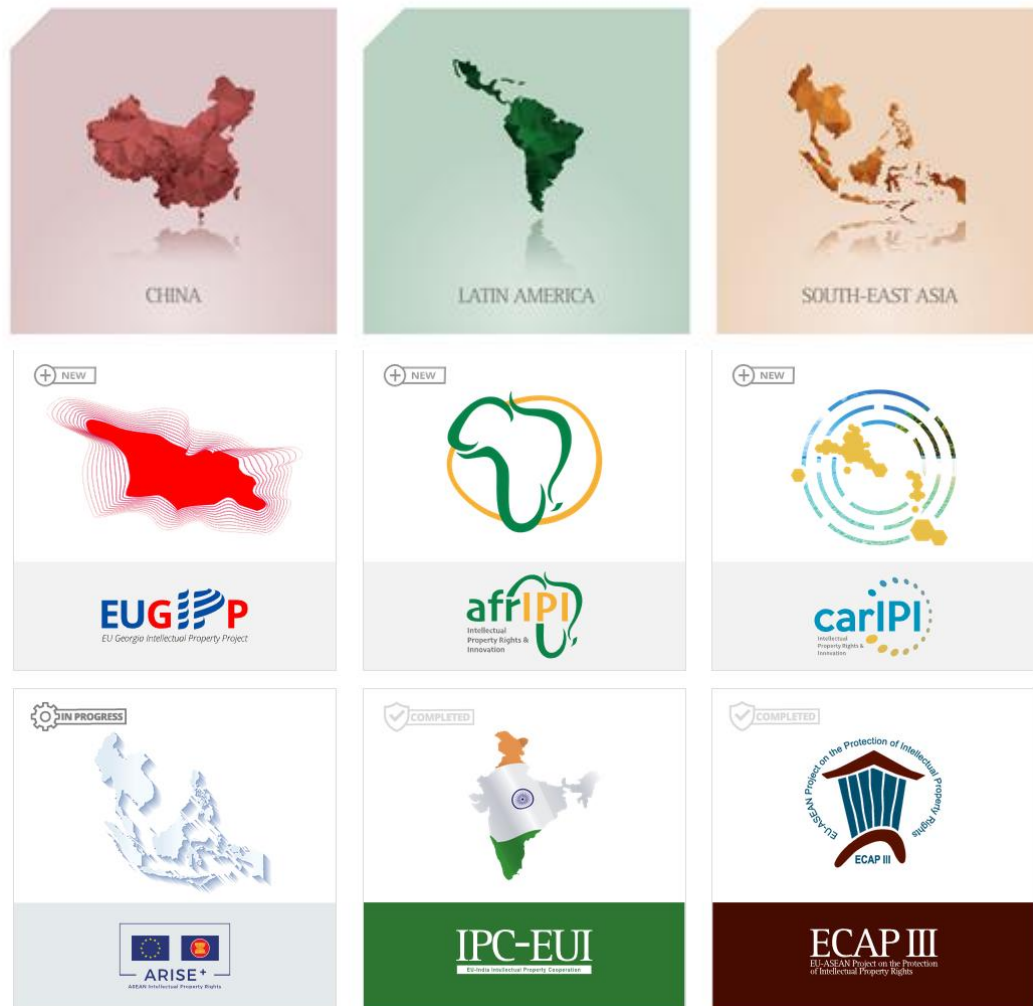 CHINA
LATIN AMERICA
SOUTH-EAST ASIA
NEW
NEW
NEW
EUGIPP
EU Georgia Intellectual Property Project
afrIPI
Intellectual
Property Rights &
Innovation
carIPI
Intellectual
Property Rights &
Innovation
IN PROGRESS
COMPLETED
COMPLETED
EU-ASEAN Project on the Protection of Intellectual Property Rights
ECAP III
ARISE+
ASEAN Intellectual Property Rights
IPC-EUI
EU-India Intellectual Property Cooperation
ECAP III
EU-ASEAN Project on the Protection
of Intellectual Property Rights